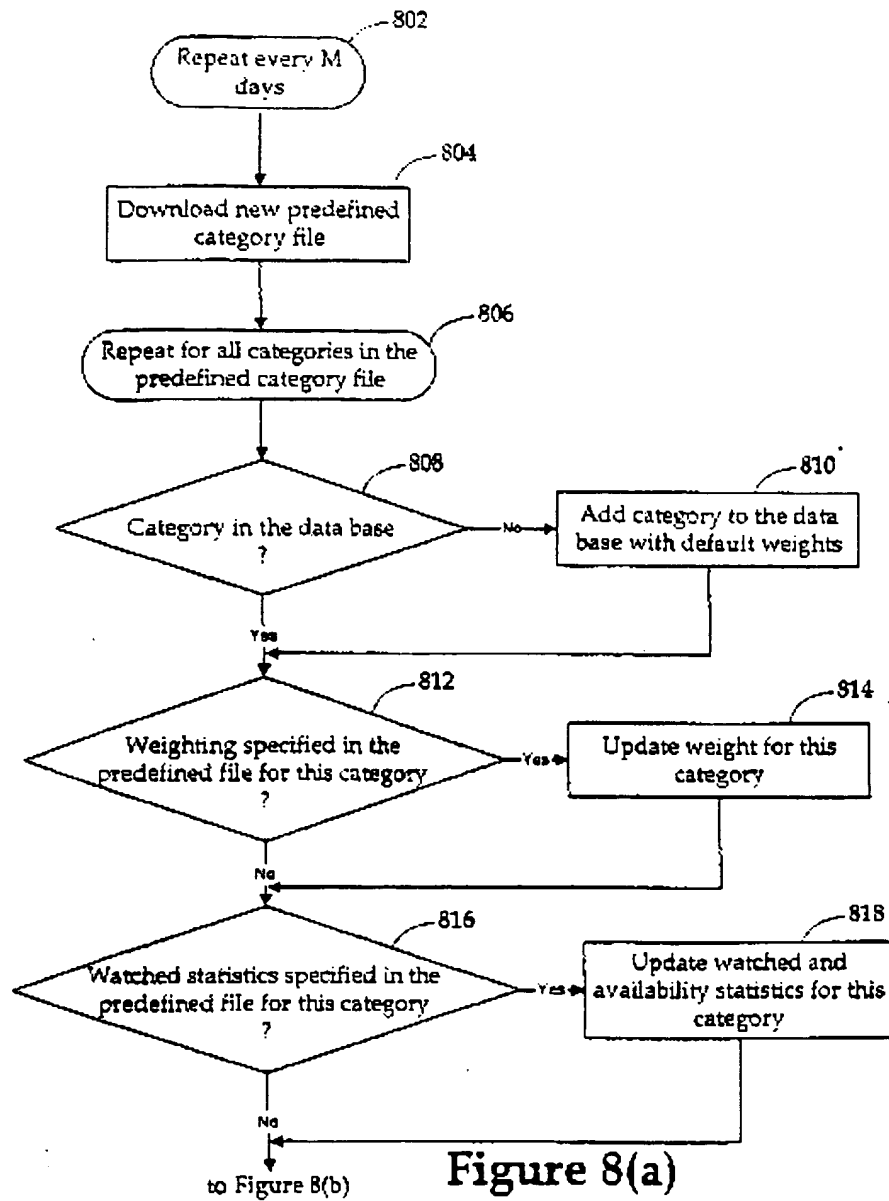 802
Repeat every M
days
804
Download new predefined
category file
806
Repeat for all categories in the
predefined category file
808
Category in the data base
?
No
810
Add category to the data
base with default weights
Yes
812
Weighting specified in the
predefined file for this category
?
Yes
814
Update weight for this
category
No
816
Watched statistics specified in the
predefined file for this category
?
Yes
818
Update watched and
availability statistics for this
category
No
to Figure 8(b)
Figure 8(a)